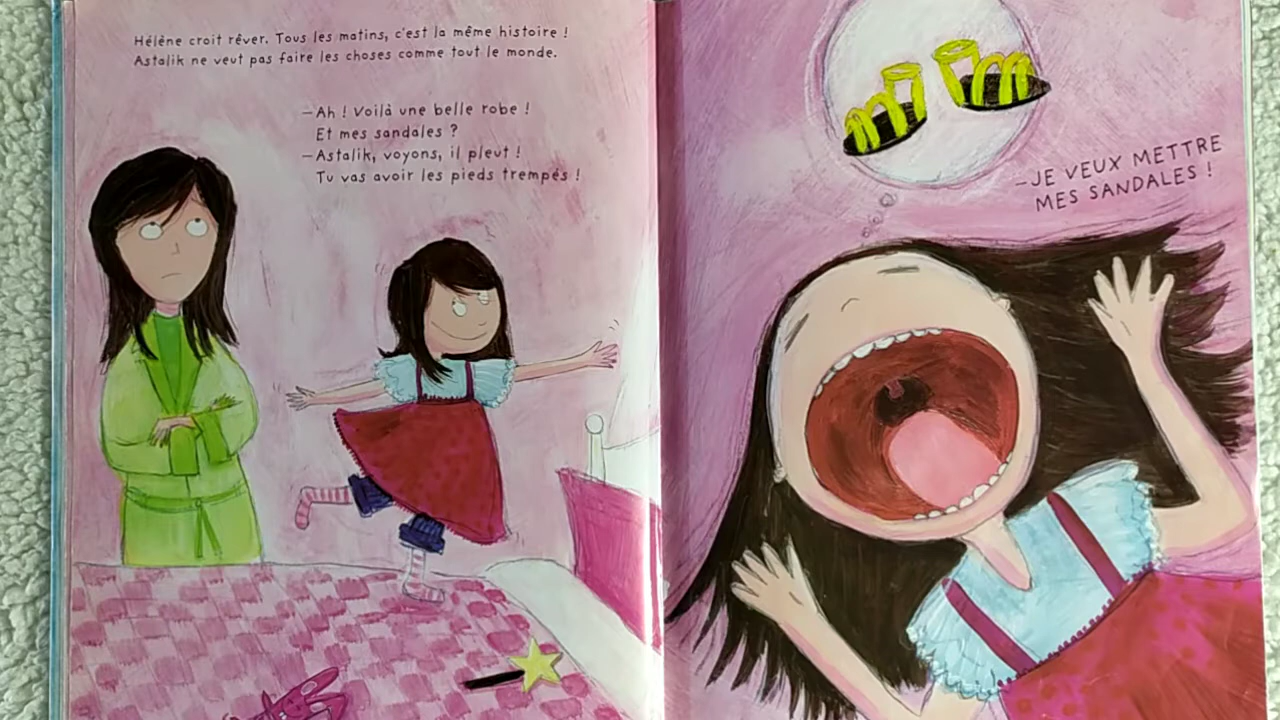 Hélène croit rêver. Tous les matins, c'est la même histoire !
Astalik ne veut pas faire les choses comme tout le monde.
– Ah ! Voilà une belle robe !
Et mes sandales ?
– Astalik, voyons, il pleut !
Tu vas avoir les pieds trempés !
– JE VEUX METTRE
MES SANDALES !